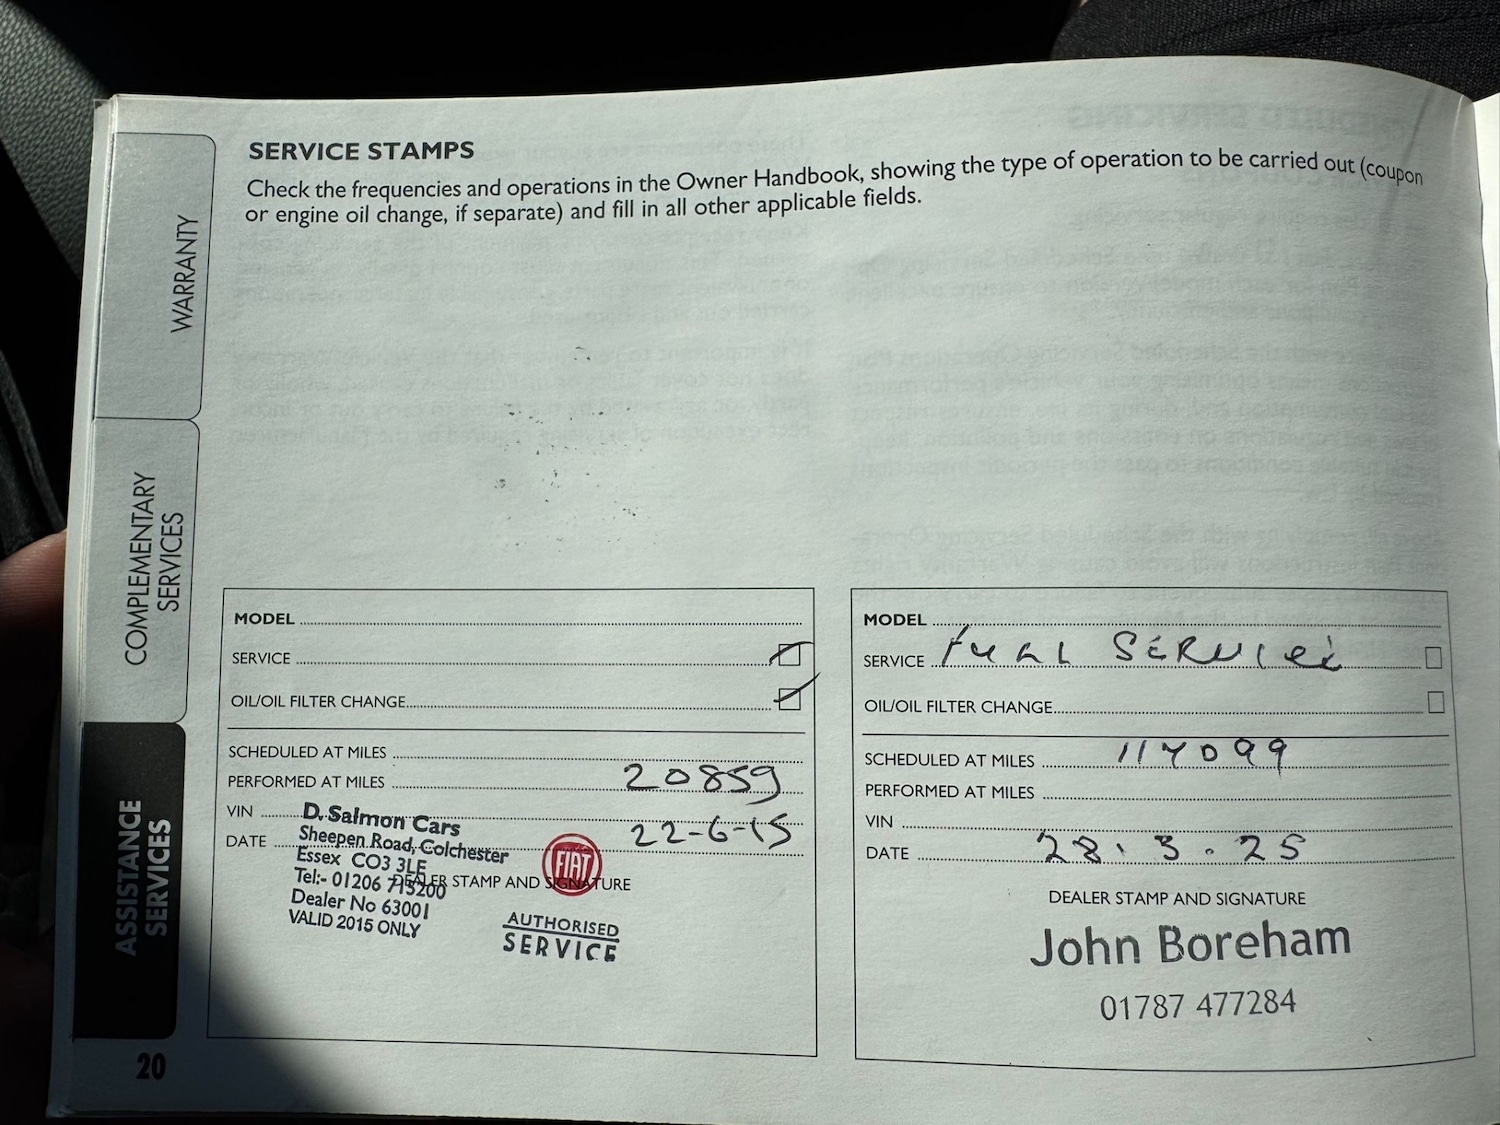 SERVICE STAMPS
Check the frequencies and operations in the Owner Handbook, showing the type of operation to be carried out (coupon
or engine oil change, if separate) and fill in all other applicable fields.
WARRANTY
COMPLEMENTARY
SERVICES
ASSISTANCE
SERVICES
20
MODEL
SERVICE
OIL/OIL FILTER CHANGE
SCHEDULED AT MILES
PERFORMED AT MILES 20859
VIN
DATE 22-6-15
D. Salmon Cars
Sheepen Road, Colchester
Essex CO3 3LE
Tel:- 01206 715200
Dealer No 63001
VALID 2015 ONLY
DEALER STAMP AND SIGNATURE
FIAT
AUTHORISED
SERVICE
MODEL
SERVICE FULL SERVICE
OIL/OIL FILTER CHANGE
SCHEDULED AT MILES 117099
PERFORMED AT MILES
VIN
DATE 28.3.25
DEALER STAMP AND SIGNATURE
John Boreham
01787 477284